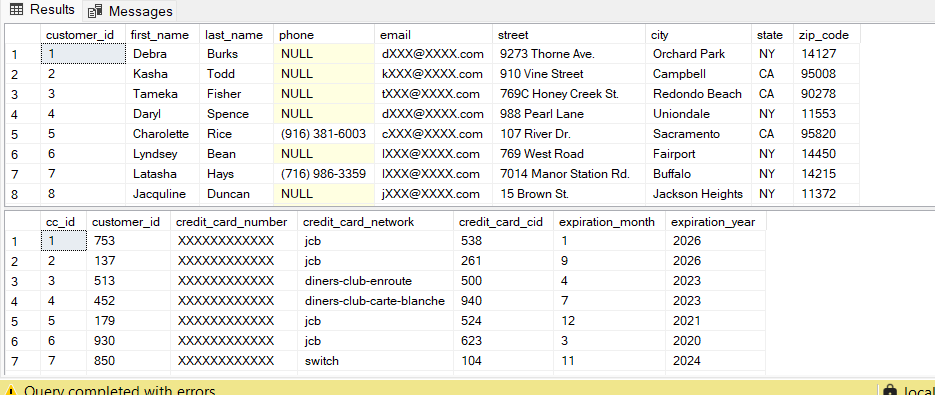 Results Messages
customer_id first_name last_name phone email street city state zip_code
1 1 Debra Burks NULL dXXX@XXXX.com 9273 Thorne Ave. Orchard Park NY 14127
2 2 Kasha Todd NULL kXXX@XXXX.com 910 Vine Street Campbell CA 95008
3 3 Tameka Fisher NULL tXXX@XXXX.com 769C Honey Creek St. Redondo Beach CA 90278
4 4 Daryl Spence NULL dXXX@XXXX.com 988 Pearl Lane Uniondale NY 11553
5 5 Charolette Rice (916) 381-6003 cXXX@XXXX.com 107 River Dr. Sacramento CA 95820
6 6 Lyndsey Bean NULL lXXX@XXXX.com 769 West Road Fairport NY 14450
7 7 Latasha Hays (716) 986-3359 lXXX@XXXX.com 7014 Manor Station Rd. Buffalo NY 14215
8 8 Jacquline Duncan NULL jXXX@XXXX.com 15 Brown St. Jackson Heights NY 11372
cc_id customer_id credit_card_number credit_card_network credit_card_cid expiration_month expiration_year
1 1 753 XXXXXXXXXXXX jcb 538 1 2026
2 2 137 XXXXXXXXXXXX jcb 261 9 2026
3 3 513 XXXXXXXXXXXX diners-club-enroute 500 4 2023
4 4 452 XXXXXXXXXXXX diners-club-carte-blanche 940 7 2023
5 5 179 XXXXXXXXXXXX jcb 524 12 2021
6 6 930 XXXXXXXXXXXX jcb 623 3 2020
7 7 850 XXXXXXXXXXXX switch 104 11 2024
Query completed with errors local